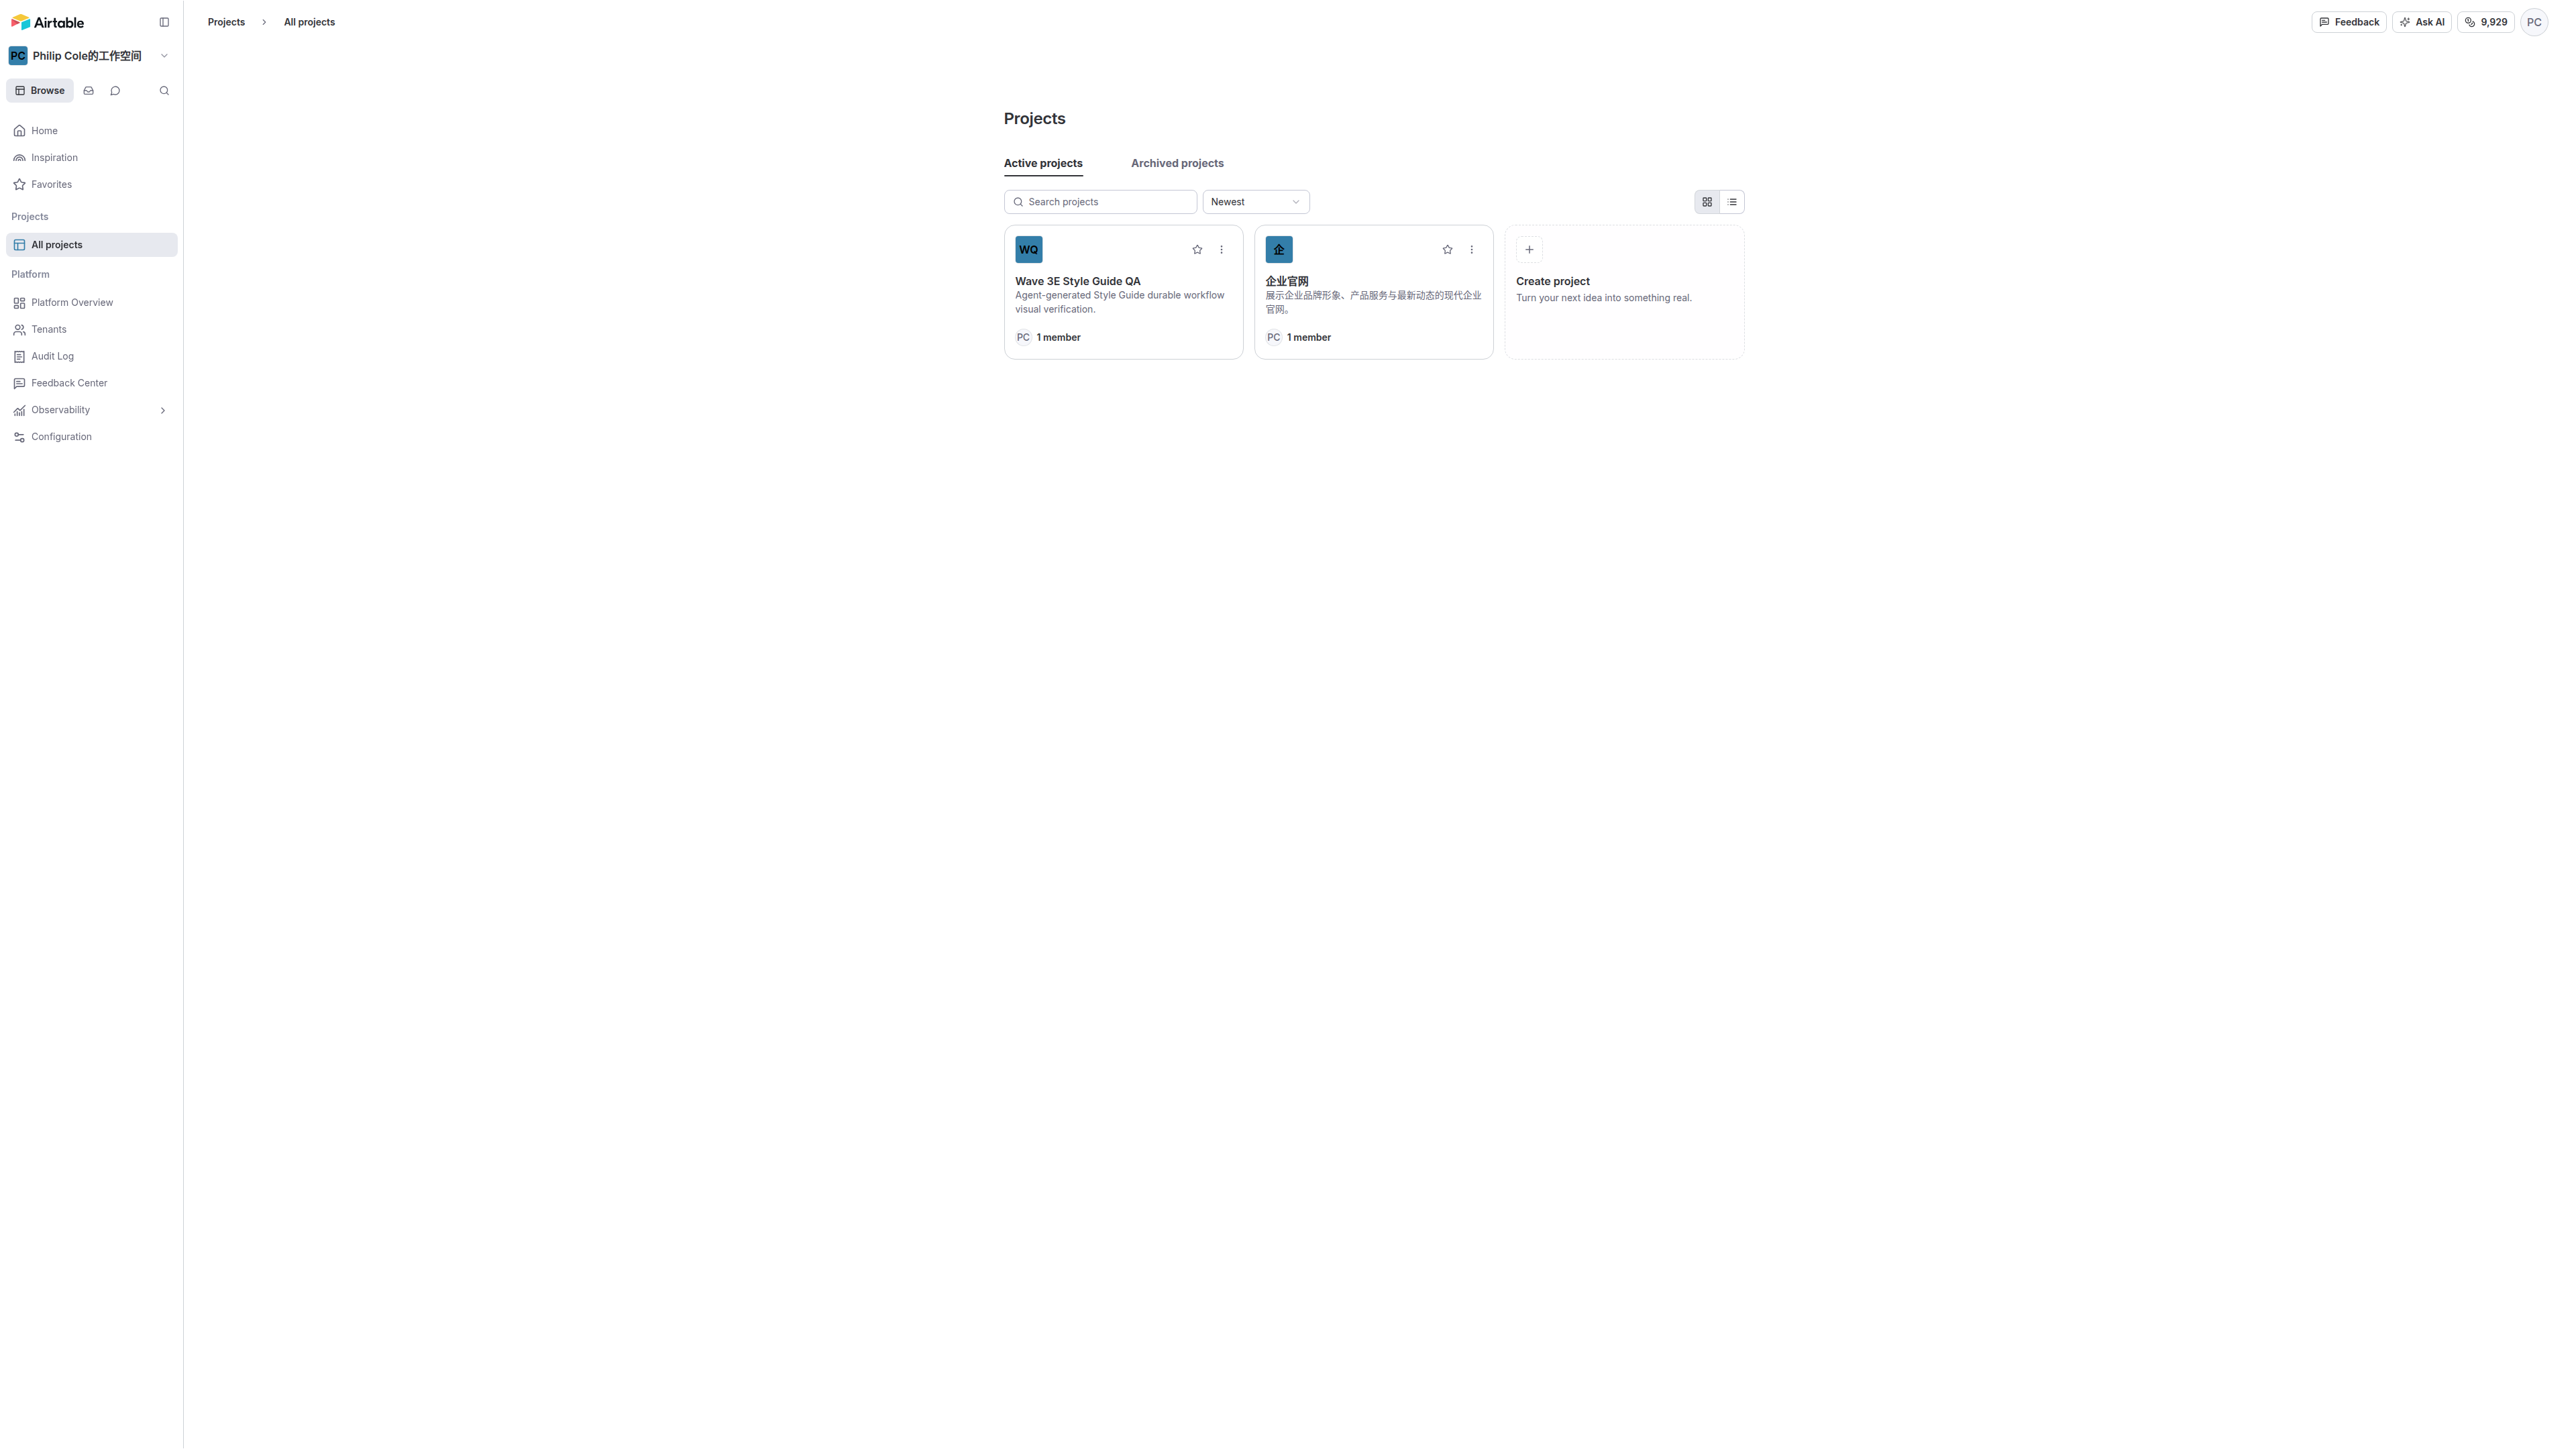 Airtable
PC Philip Cole的工作空间
Browse
Home
Inspiration
Favorites
Projects
All projects
Platform
Platform Overview
Tenants
Audit Log
Feedback Center
Observability
Configuration
Projects All projects
Feedback Ask AI 9,929 PC
Projects
Active projects Archived projects
Search projects Newest
WQ
Wave 3E Style Guide QA
Agent-generated Style Guide durable workflow
visual verification.
PC 1 member
企
企业官网
展示企业品牌形象、产品服务与最新动态的现代企业
官网。
PC 1 member
Create project
Turn your next idea into something real.